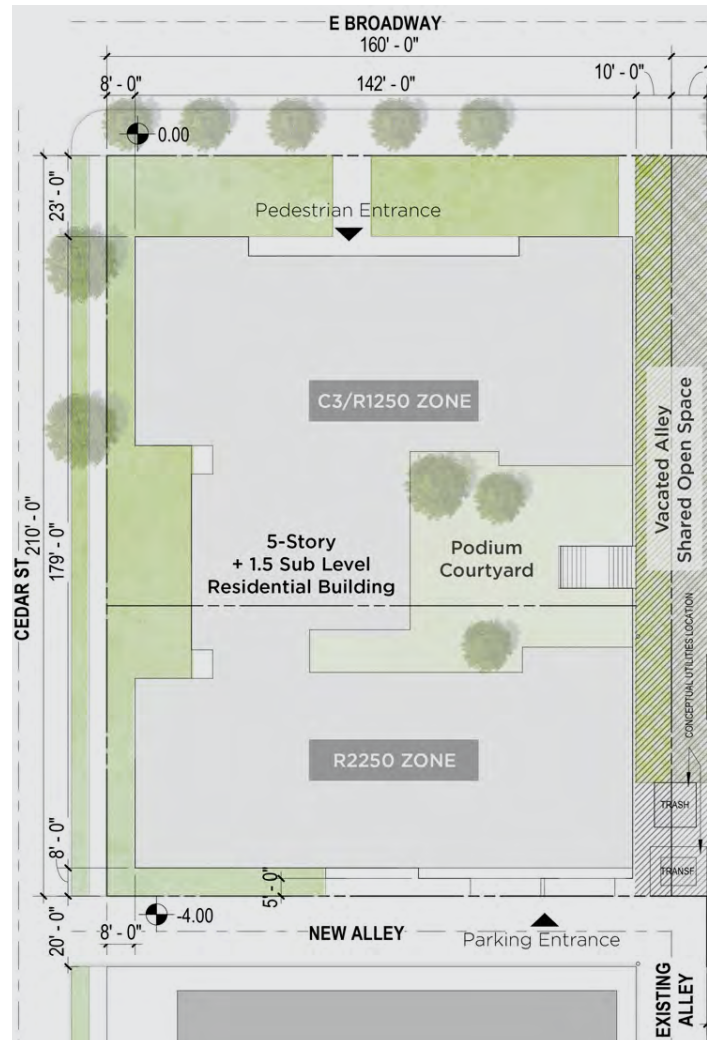 E BROADWAY
160' - 0"
8' - 0"
142' - 0"
10' - 0"
0.00
23' - 0"
Pedestrian Entrance
C3/R1250 ZONE
Vacated Alley
Shared Open Space
5-Story
+ 1.5 Sub Level
Residential Building
Podium
Courtyard
CEDAR ST
210' - 0"
179' - 0"
CONCEPTUAL UTILITIES LOCATION
R2250 ZONE
TRASH
TRANSF
8' - 0"
5' - 0"
-4.00
20' - 0"
8' - 0"
NEW ALLEY
Parking Entrance
EXISTING
ALLEY